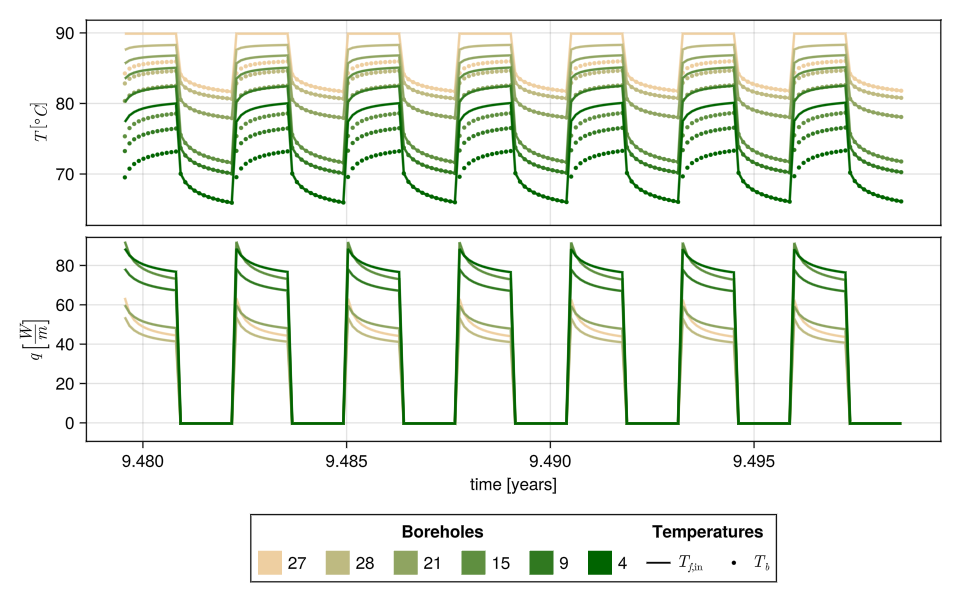 90
80
70
T [° C]
80
60
40
20
0
q [W/m]
9.480 9.485 9.490 9.495
time [years]
Boreholes Temperatures
27 28 21 15 9 4 T_{f,in} T_b